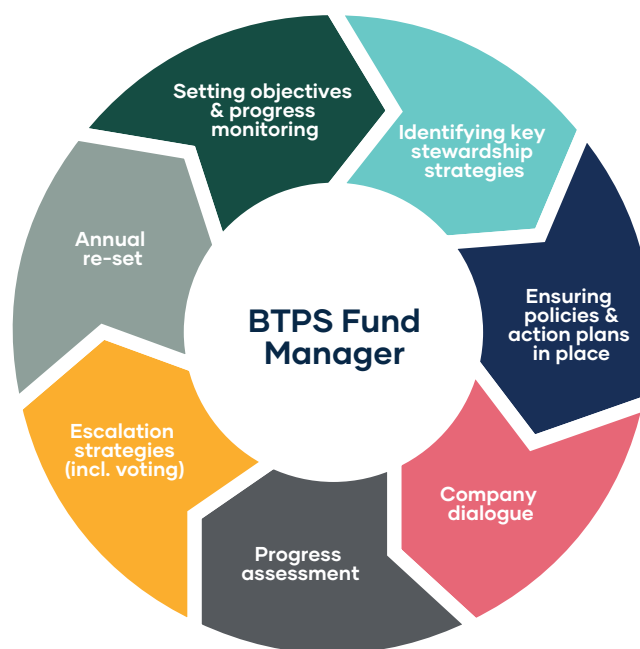 Setting objectives
& progress
monitoring
Identifying key
stewardship
strategies
Ensuring
policies &
action plans
in place
Company
dialogue
Progress
assessment
Escalation
strategies
(incl. voting)
Annual
re-set
BTPS Fund
Manager